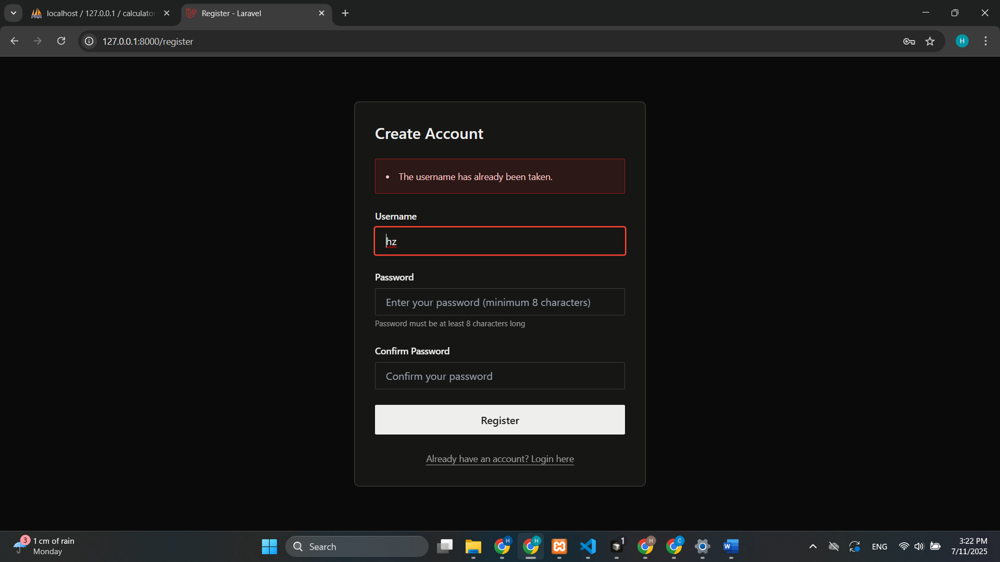 localhost / 127.0.0.1 / calculator
Register - Laravel
127.0.0.1:8000/register
H
Create Account
The username has already been taken.
Username
hz
Password
Enter your password (minimum 8 characters)
Password must be at least 8 characters long
Confirm Password
Confirm your password
Register
Already have an account? Login here
3
1 cm of rain
Monday
Search
H
H
1
H
C
W
ENG
3:22 PM
7/11/2025